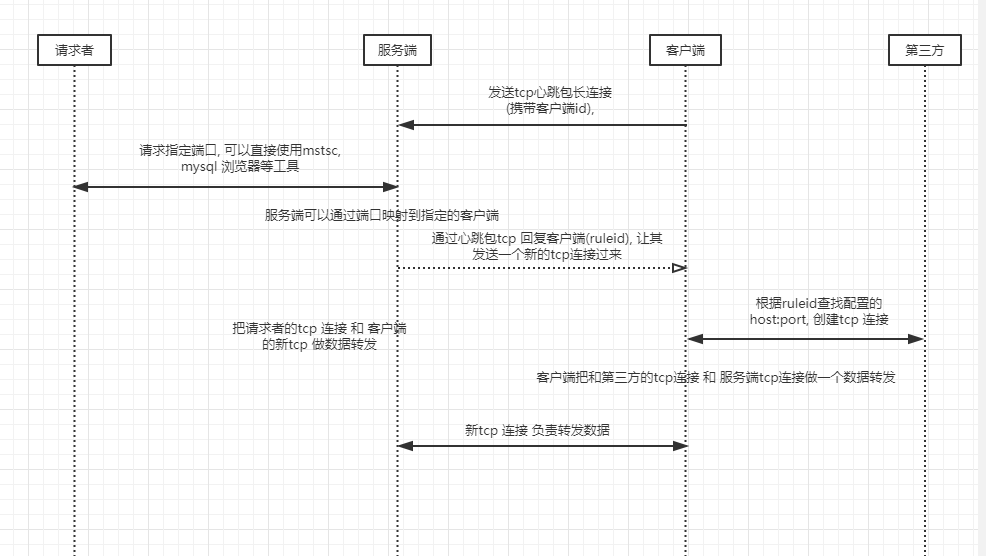 请求者
服务端
客户端
第三方
发送tcp心跳包长连接
(携带客户端id),
请求指定端口, 可以直接使用mstsc,
mysql 浏览器等工具
服务端可以通过端口映射到指定的客户端
通过心跳包tcp 回复客户端(ruleid), 让其
发送一个新的tcp连接过来
根据ruleid查找配置的
host:port, 创建tcp 连接
把请求者的tcp 连接 和 客户端
的新tcp 做数据转发
客户端把和第三方的tcp连接 和 服务端tcp连接做一个数据转发
新tcp 连接 负责转发数据